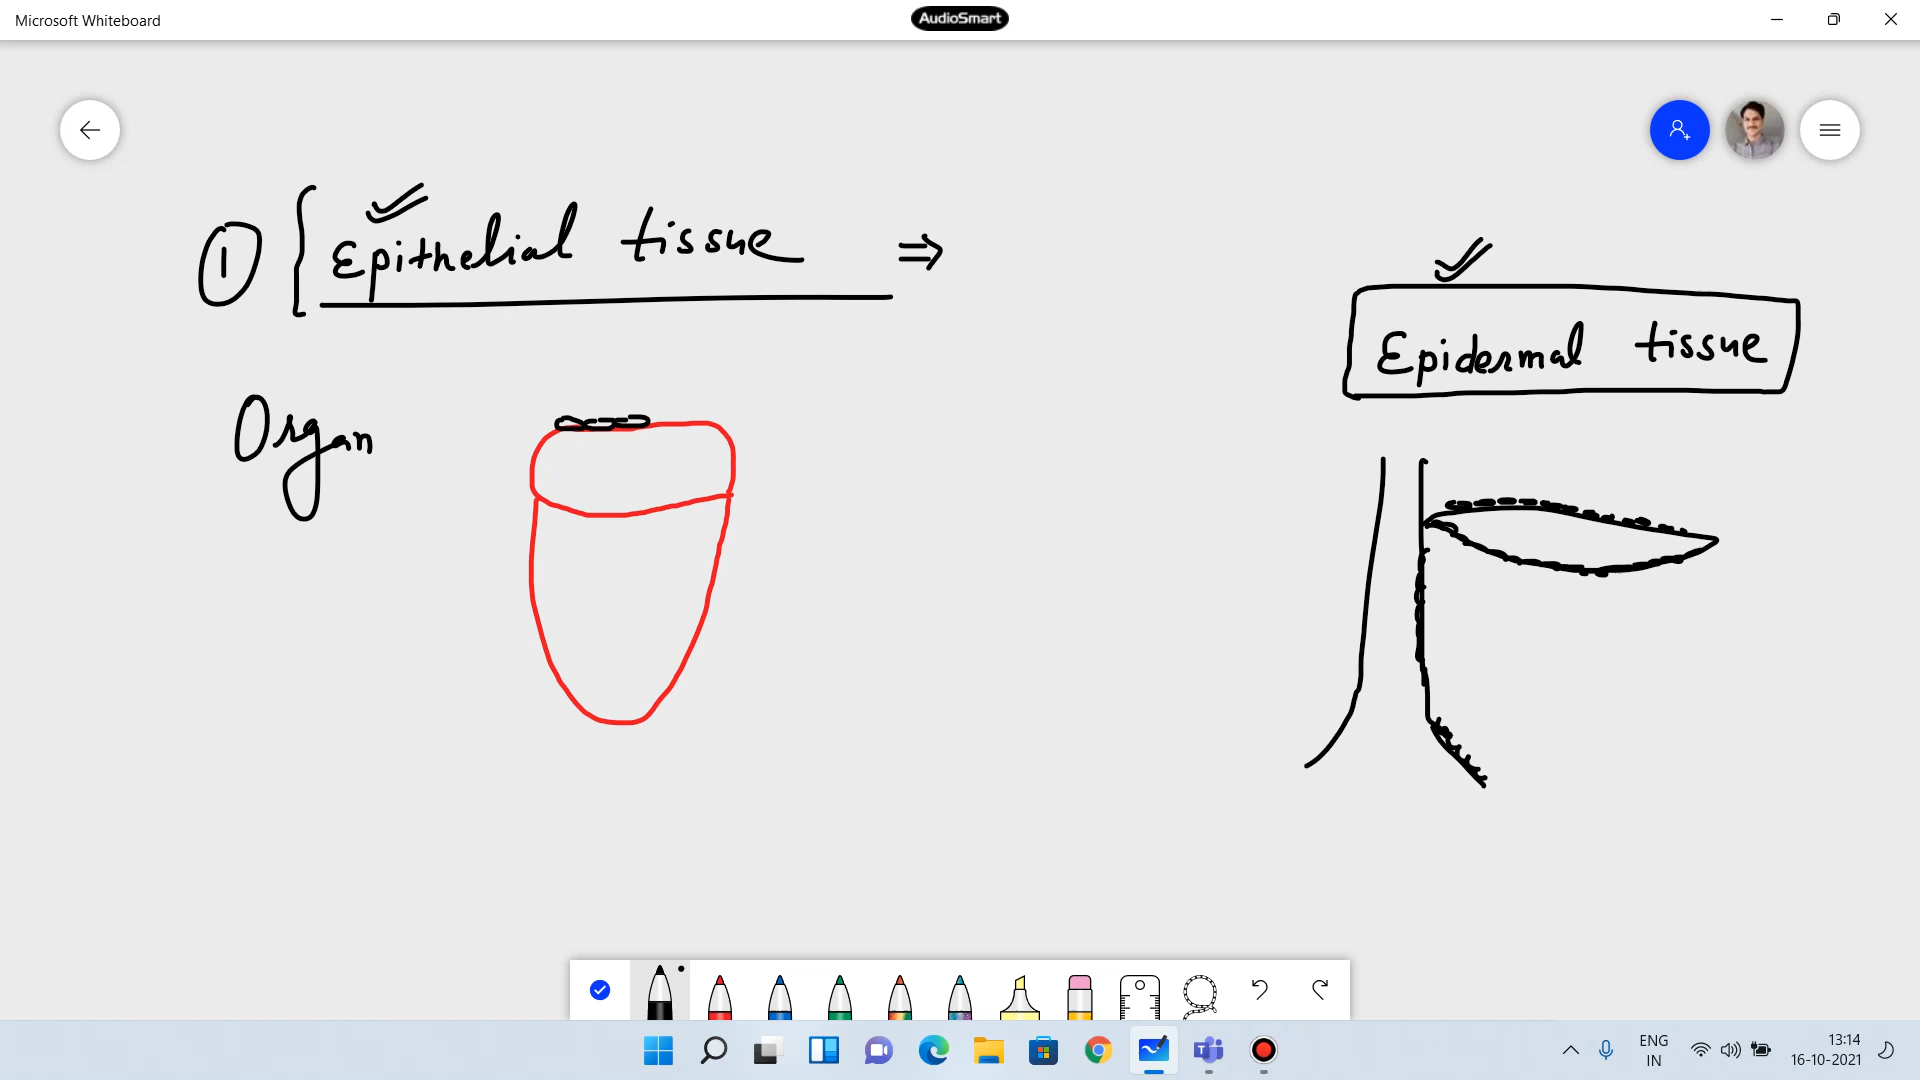 Microsoft Whiteboard
AudioSmart
① Epithelial tissue ⇒
Epidermal tissue
Organ
ENG
IN
13:14
16-10-2021